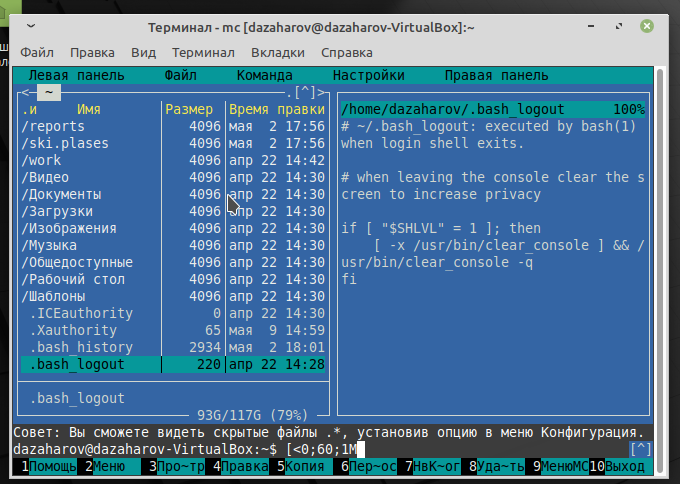 Терминал - mc [dazaharov@dazaharov-VirtualBox]:~
Файл Правка Вид Терминал Вкладки Справка
Левая панель Файл Команда Настройки Правая панель
<─ ~ .[^]>
.и Имя Размер Время правки
/reports 4096 мая 2 17:56
/ski.plases 4096 мая 2 17:56
/work 4096 апр 22 14:42
/Видео 4096 апр 22 14:30
/Документы 4096 апр 22 14:30
/Загрузки 4096 апр 22 14:30
/Изображения 4096 апр 22 14:30
/Музыка 4096 апр 22 14:30
/Общедоступные 4096 апр 22 14:30
/Рабочий стол 4096 апр 22 14:30
/Шаблоны 4096 апр 22 14:30
.ICEauthority 0 апр 22 14:30
.Xauthority 65 мая 9 14:59
.bash_history 2934 мая 2 18:01
.bash_logout 220 апр 22 14:28
.bash_logout
93G/117G (79%)
/home/dazaharov/.bash_logout 100%
# ~/.bash_logout: executed by bash(1)
when login shell exits.
# when leaving the console clear the s
creen to increase privacy
if [ "$SHLVL" = 1 ]; then
[ -x /usr/bin/clear_console ] && /
usr/bin/clear_console -q
fi
Совет: Вы сможете видеть скрытые файлы .*, установив опцию в меню Конфигурация.
dazaharov@dazaharov-VirtualBox:~$ [<0;60;1M [^]
1Помощь 2Меню 3Про~тр 4Правка 5Копия 6Пер~ос 7НвК~ог 8Уда~ть 9МенюМС 10Выход